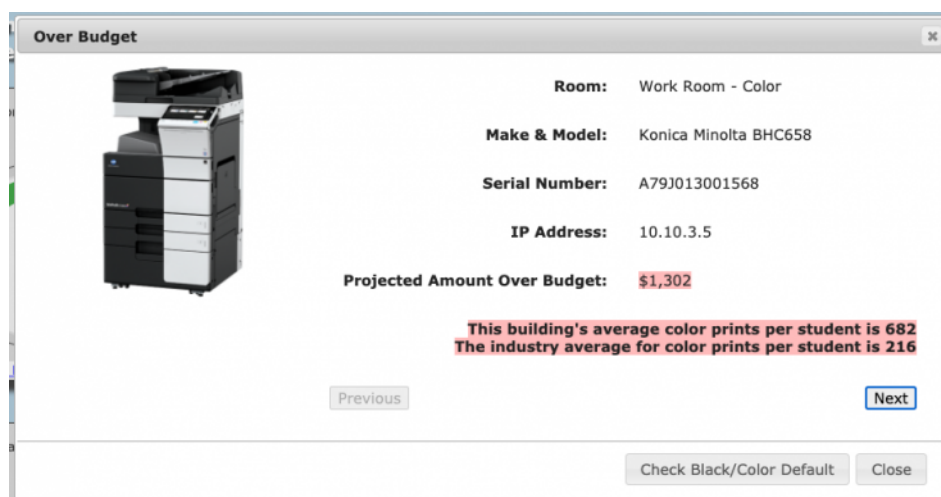 Over Budget
Room: Work Room - Color
Make & Model: Konica Minolta BHC658
Serial Number: A79J013001568
IP Address: 10.10.3.5
Projected Amount Over Budget: $1,302
This building's average color prints per student is 682
The industry average for color prints per student is 216
Previous Next
Check Black/Color Default Close